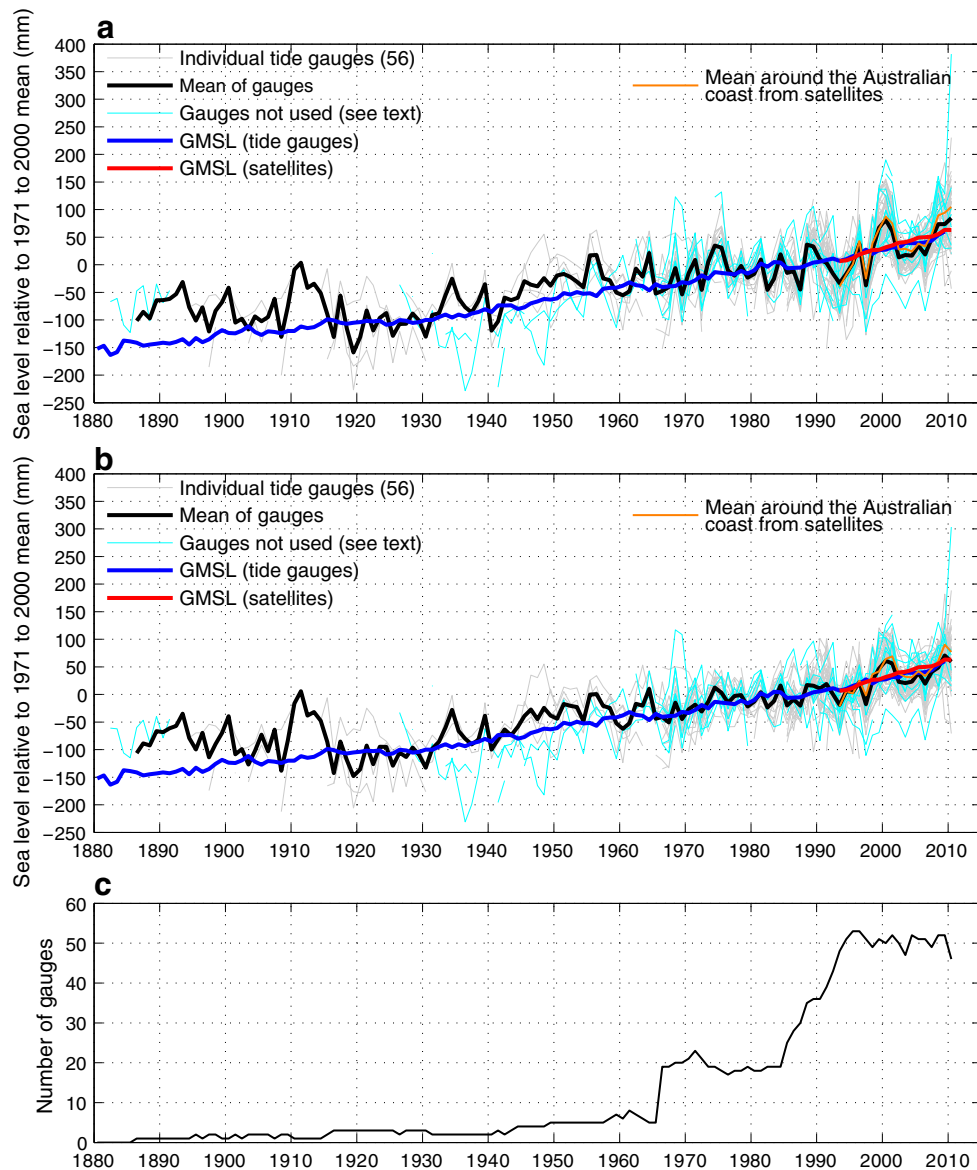 a
Sea level relative to 1971 to 2000 mean (mm)
400
350
300
250
200
150
100
50
0
−50
−100
−150
−200
−250
Individual tide gauges (56)
Mean of gauges
Gauges not used (see text)
GMSL (tide gauges)
GMSL (satellites)
Mean around the Australian
coast from satellites
1880 1890 1900 1910 1920 1930 1940 1950 1960 1970 1980 1990 2000 2010
b
Sea level relative to 1971 to 2000 mean (mm)
400
350
300
250
200
150
100
50
0
−50
−100
−150
−200
−250
Individual tide gauges (56)
Mean of gauges
Gauges not used (see text)
GMSL (tide gauges)
GMSL (satellites)
Mean around the Australian
coast from satellites
1880 1890 1900 1910 1920 1930 1940 1950 1960 1970 1980 1990 2000 2010
c
Number of gauges
60
50
40
30
20
10
0
1880 1890 1900 1910 1920 1930 1940 1950 1960 1970 1980 1990 2000 2010